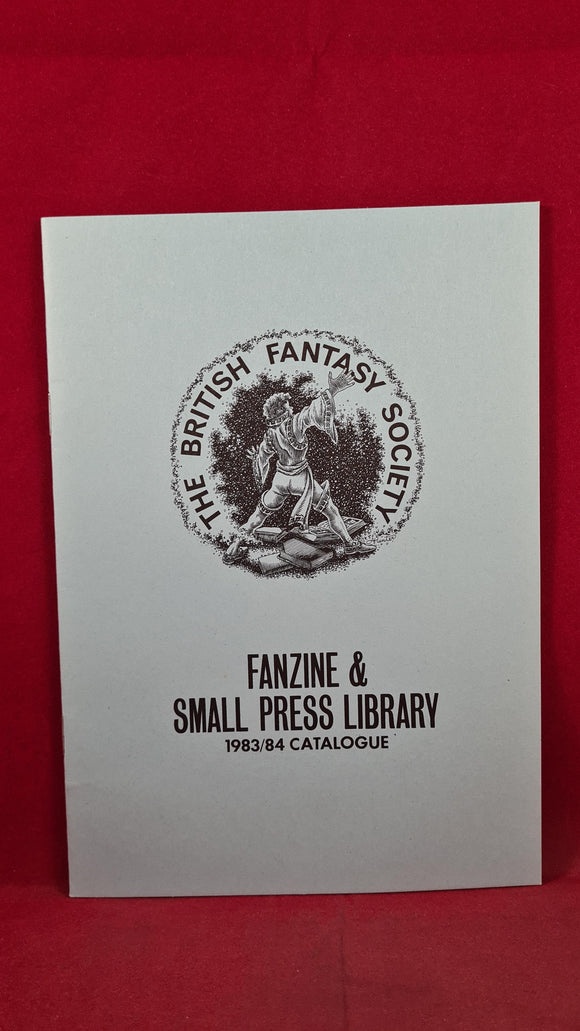 THE BRITISH FANTASY SOCIETY
FANZINE &
SMALL PRESS LIBRARY
1983/84 CATALOGUE